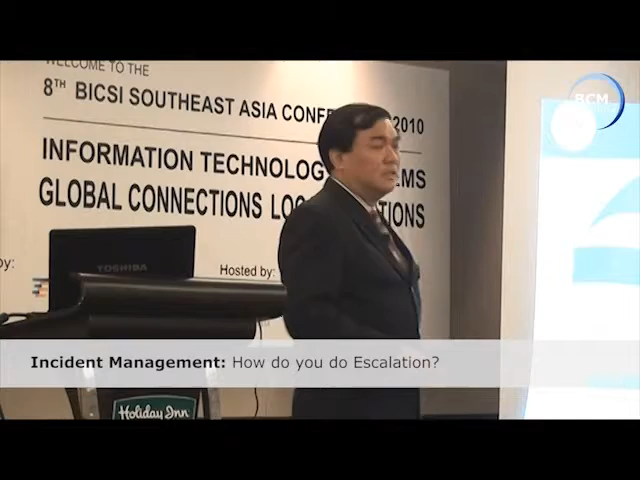 WELCOME TO THE
8TH BICSI SOUTHEAST ASIA CONF 2010
INFORMATION TECHNOLOG EMS
GLOBAL CONNECTIONS LO TIONS
BCM
TOSHIBA
by:
Hosted by:
Incident Management: How do you do Escalation?
Holiday Inn